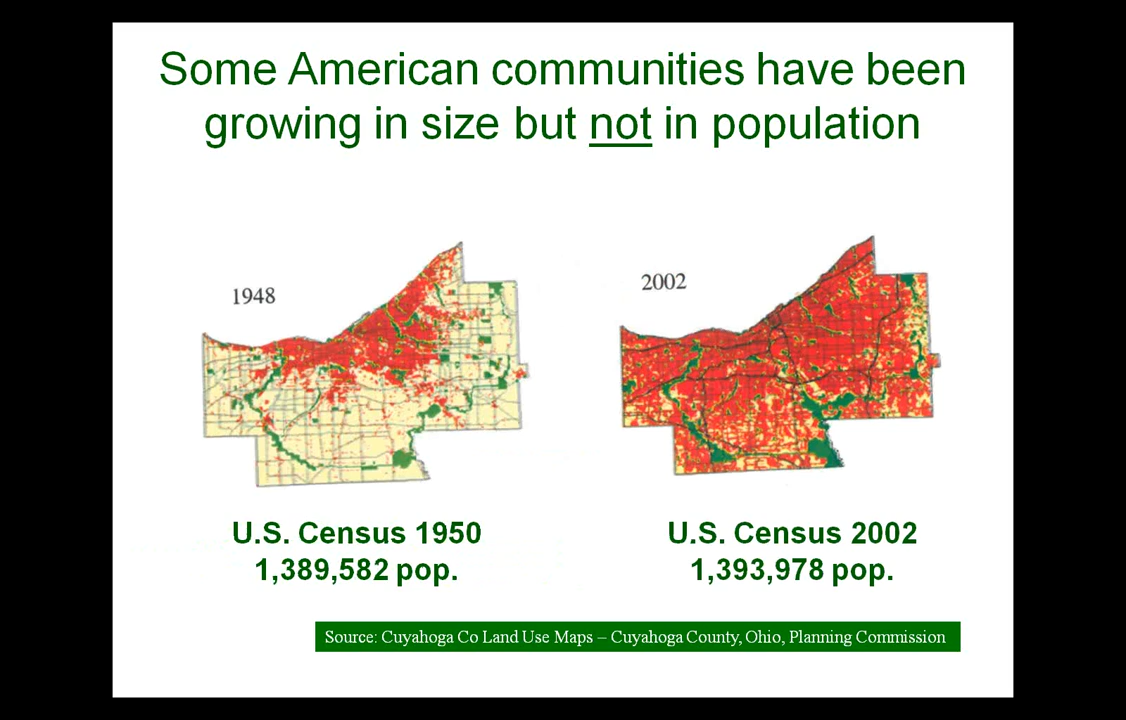 Some American communities have been
growing in size but not in population
1948
2002
U.S. Census 1950
1,389,582 pop.
U.S. Census 2002
1,393,978 pop.
Source: Cuyahoga Co Land Use Maps – Cuyahoga County, Ohio, Planning Commission